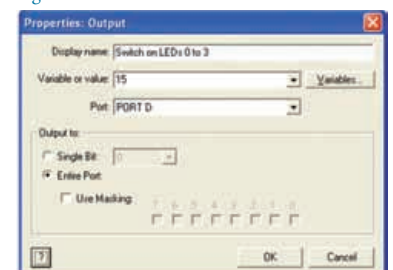 Properties: Output
Display name: Switch on LEDs 0 to 3
Variable or value: 15 Variables...
Port: PORT D
Output to:
Single Bit: 0
Entire Port
Use Masking:
7 6 5 4 3 2 1 0
? OK Cancel